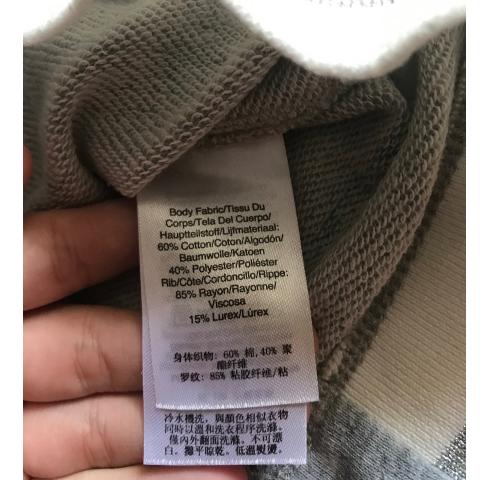 Body Fabric/Tissu Du
Corps/Tela Del Cuerpo/
Hauptteilstoff/Lijfmateriaal:
60% Cotton/Coton/Algodón/
Baumwolle/Katoen
40% Polyester/Poliéster
Rib/Côte/Cordoncillo/Rippe:
85% Rayon/Rayonne/
Viscosa
15% Lurex/Lúrex
身体织物: 60% 棉,40% 聚
酯纤维
罗纹: 85% 粘胶纤维/粘
冷水機洗，與顏色相似衣物
同時以溫和洗衣程序洗滌。
僅内外翻面洗滌。不可漂
白。攤平晾乾。低溫熨燙。